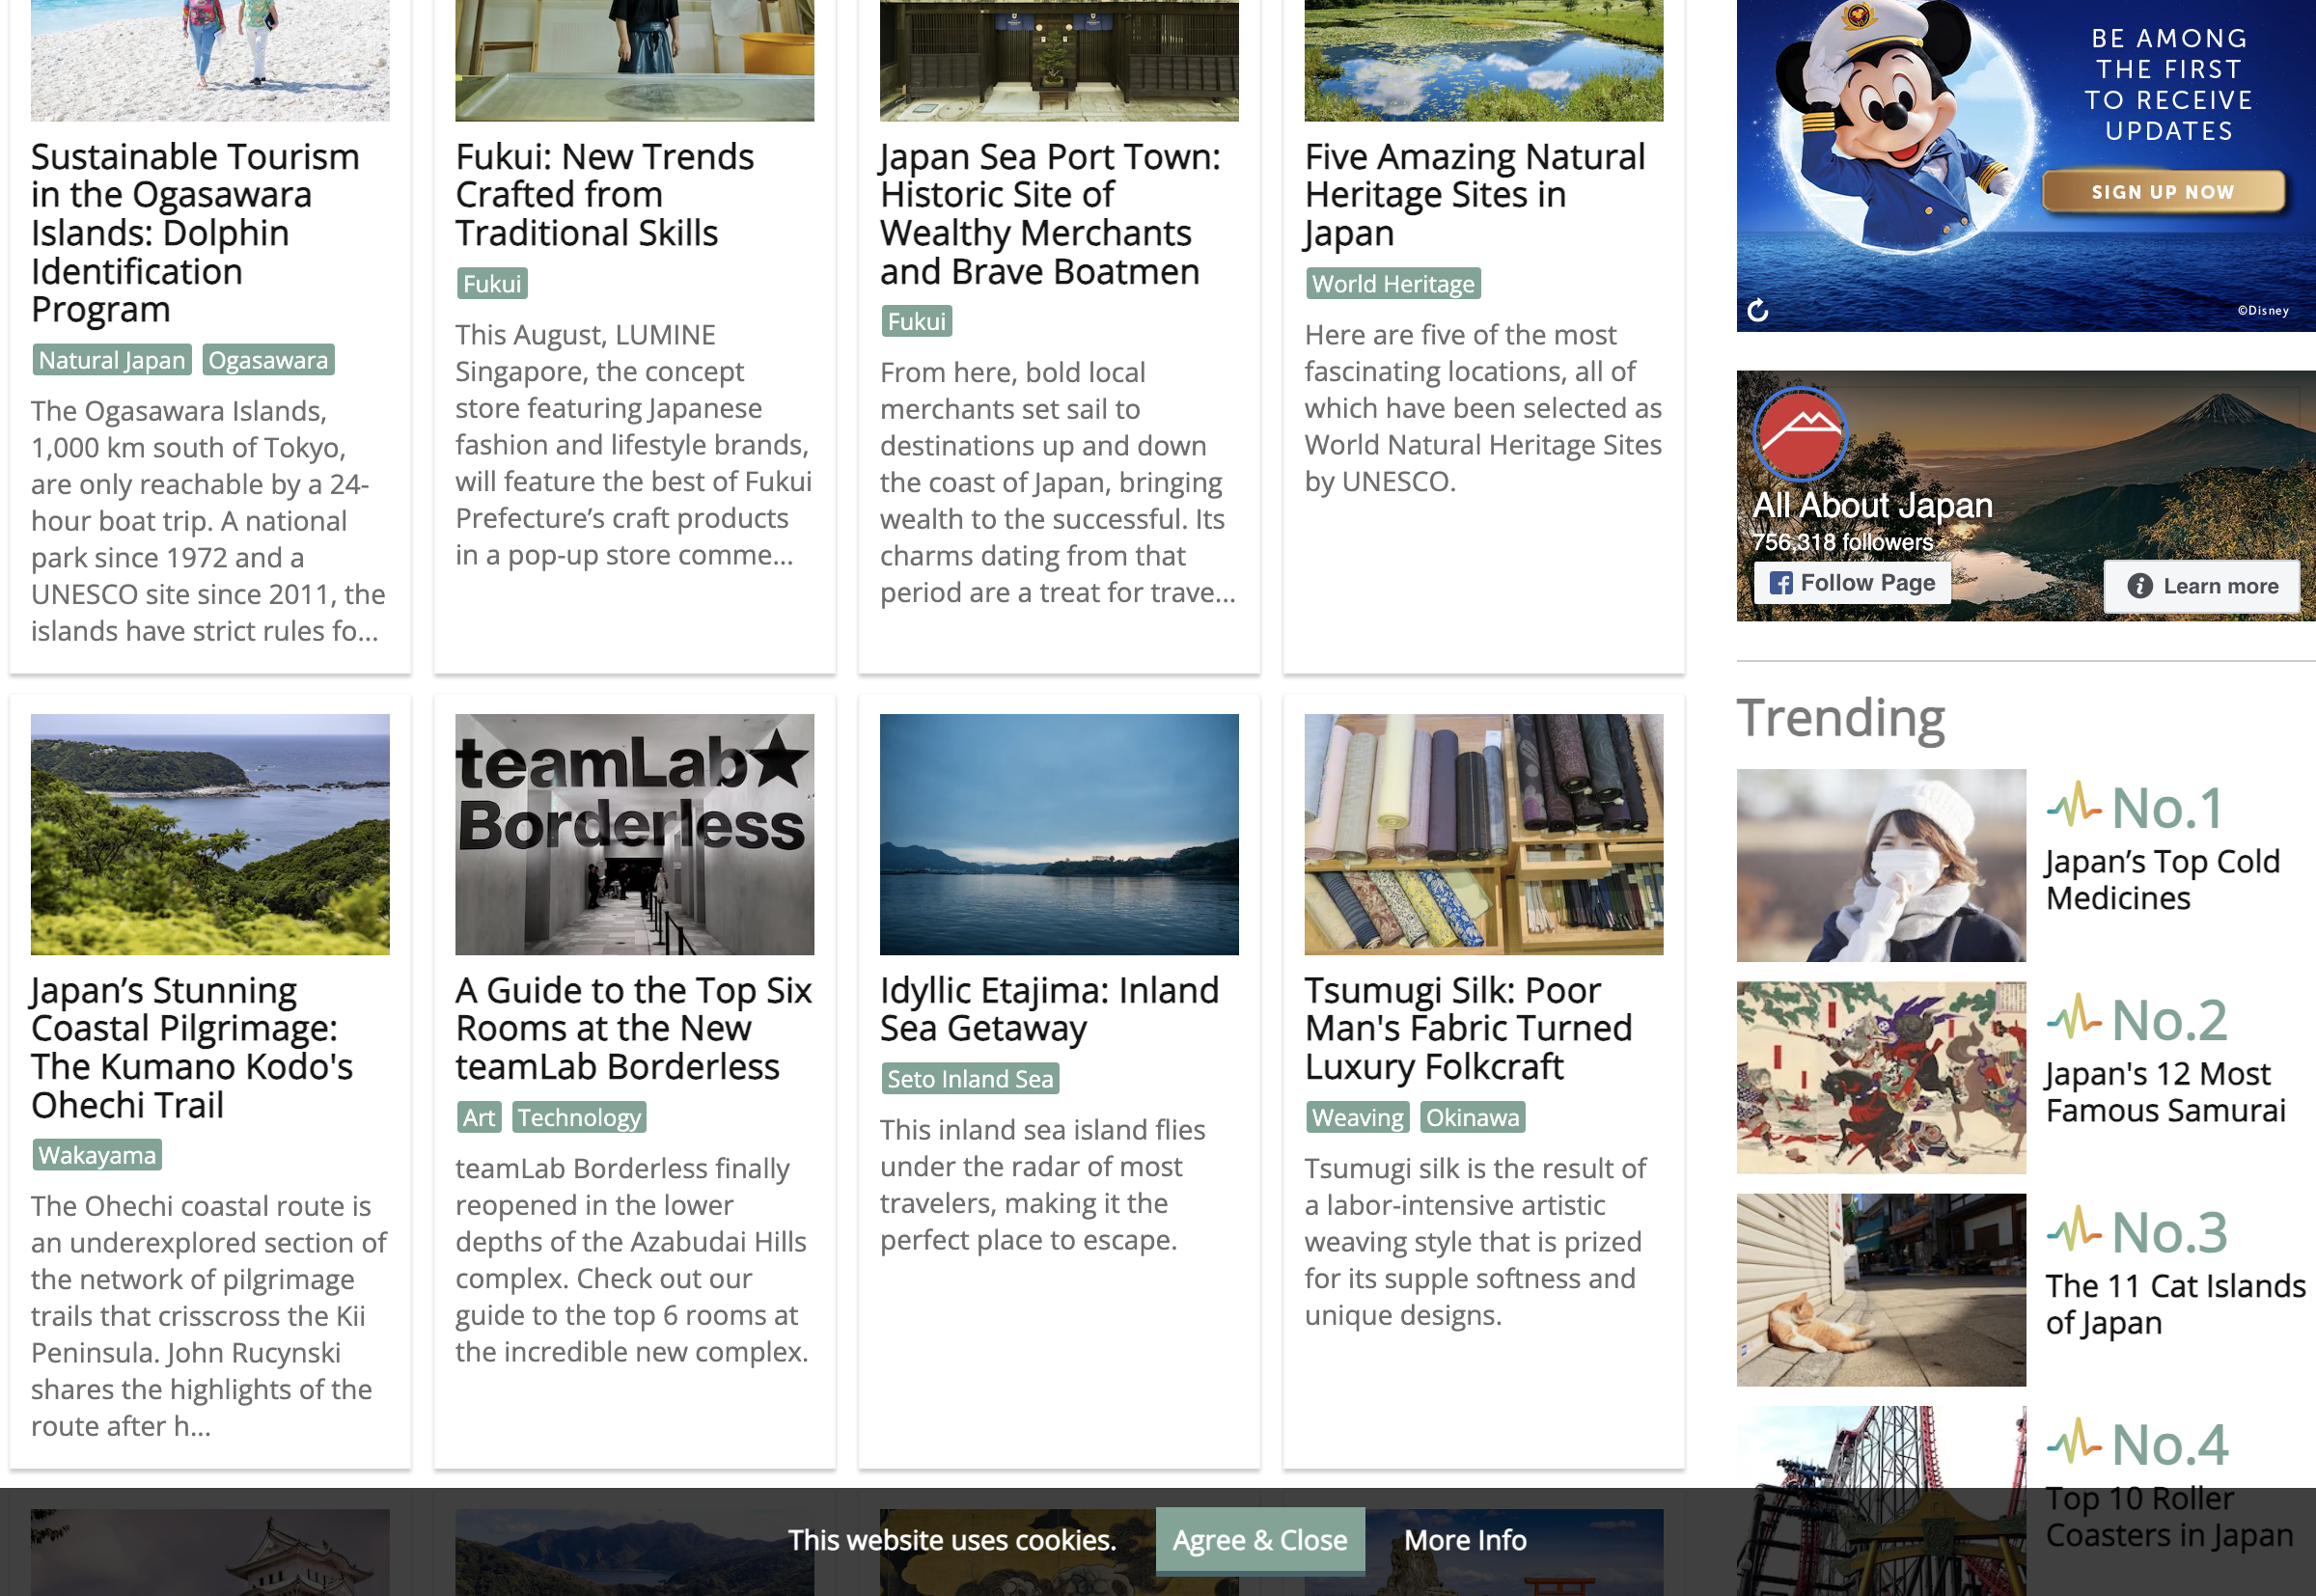 Sustainable Tourism
in the Ogasawara
Islands: Dolphin
Identification
Program
Natural Japan Ogasawara
The Ogasawara Islands,
1,000 km south of Tokyo,
are only reachable by a 24-
hour boat trip. A national
park since 1972 and a
UNESCO site since 2011, the
islands have strict rules fo...
Fukui: New Trends
Crafted from
Traditional Skills
Fukui
This August, LUMINE
Singapore, the concept
store featuring Japanese
fashion and lifestyle brands,
will feature the best of Fukui
Prefecture’s craft products
in a pop-up store comme...
Japan Sea Port Town:
Historic Site of
Wealthy Merchants
and Brave Boatmen
Fukui
From here, bold local
merchants set sail to
destinations up and down
the coast of Japan, bringing
wealth to the successful. Its
charms dating from that
period are a treat for trave...
Five Amazing Natural
Heritage Sites in
Japan
World Heritage
Here are five of the most
fascinating locations, all of
which have been selected as
World Natural Heritage Sites
by UNESCO.
teamLab★
Borderless
Japan’s Stunning
Coastal Pilgrimage:
The Kumano Kodo's
Ohechi Trail
Wakayama
The Ohechi coastal route is
an underexplored section of
the network of pilgrimage
trails that crisscross the Kii
Peninsula. John Rucynski
shares the highlights of the
route after h...
A Guide to the Top Six
Rooms at the New
teamLab Borderless
Art Technology
teamLab Borderless finally
reopened in the lower
depths of the Azabudai Hills
complex. Check out our
guide to the top 6 rooms at
the incredible new complex.
Idyllic Etajima: Inland
Sea Getaway
Seto Inland Sea
This inland sea island flies
under the radar of most
travelers, making it the
perfect place to escape.
Tsumugi Silk: Poor
Man's Fabric Turned
Luxury Folkcraft
Weaving Okinawa
Tsumugi silk is the result of
a labor-intensive artistic
weaving style that is prized
for its supple softness and
unique designs.
BE AMONG
THE FIRST
TO RECEIVE
UPDATES
SIGN UP NOW
©Disney
All About Japan
756,318 followers
Follow Page
Learn more
Trending
No.1
Japan’s Top Cold
Medicines
No.2
Japan's 12 Most
Famous Samurai
No.3
The 11 Cat Islands
of Japan
No.4
Top 10 Roller
Coasters in Japan
This website uses cookies. Agree & Close More Info